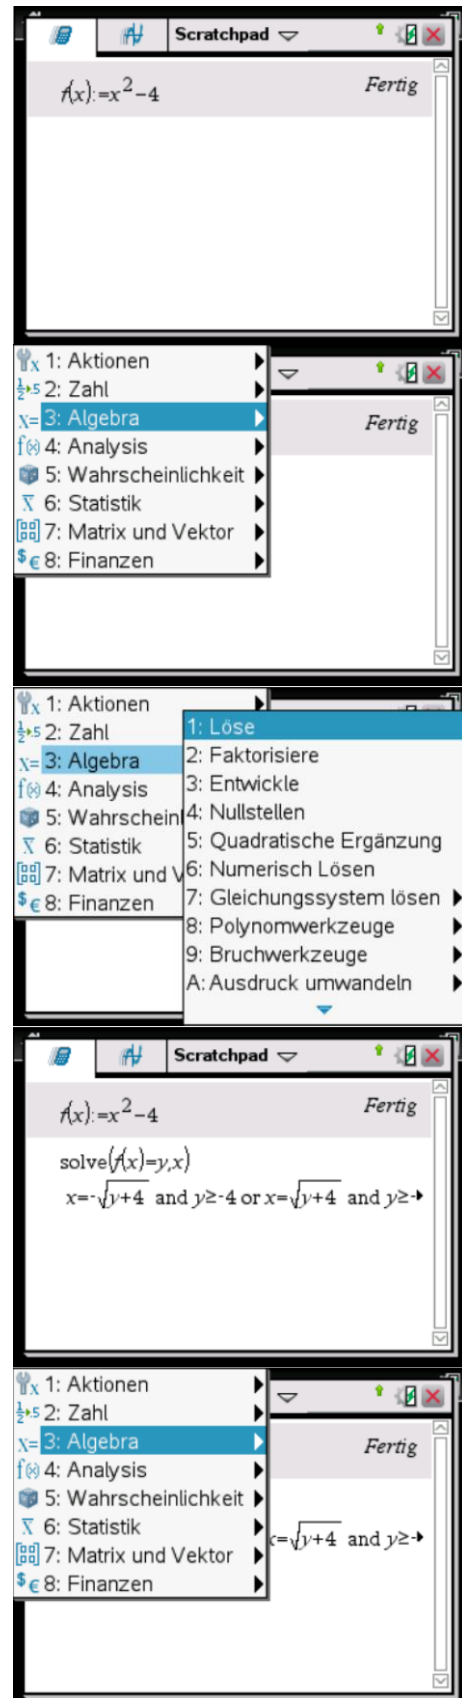 Scratchpad
f(x):=x²-4 Fertig
1: Aktionen
2: Zahl
3: Algebra
4: Analysis
5: Wahrscheinlichkeit
6: Statistik
7: Matrix und Vektor
8: Finanzen
Fertig
1: Aktionen
2: Zahl
3: Algebra
4: Analysis
5: Wahrscheinl
6: Statistik
7: Matrix und V
8: Finanzen
1: Löse
2: Faktorisiere
3: Entwickle
4: Nullstellen
5: Quadratische Ergänzung
6: Numerisch Lösen
7: Gleichungssystem lösen
8: Polynomwerkzeuge
9: Bruchwerkzeuge
A: Ausdruck umwandeln
Scratchpad
f(x):=x²-4 Fertig
solve(f(x)=y,x)
x=-√(y+4) and y≥-4 or x=√(y+4) and y≥-
1: Aktionen
2: Zahl
3: Algebra
4: Analysis
5: Wahrscheinlichkeit
6: Statistik
7: Matrix und Vektor
8: Finanzen
Fertig
x=√(y+4) and y≥-